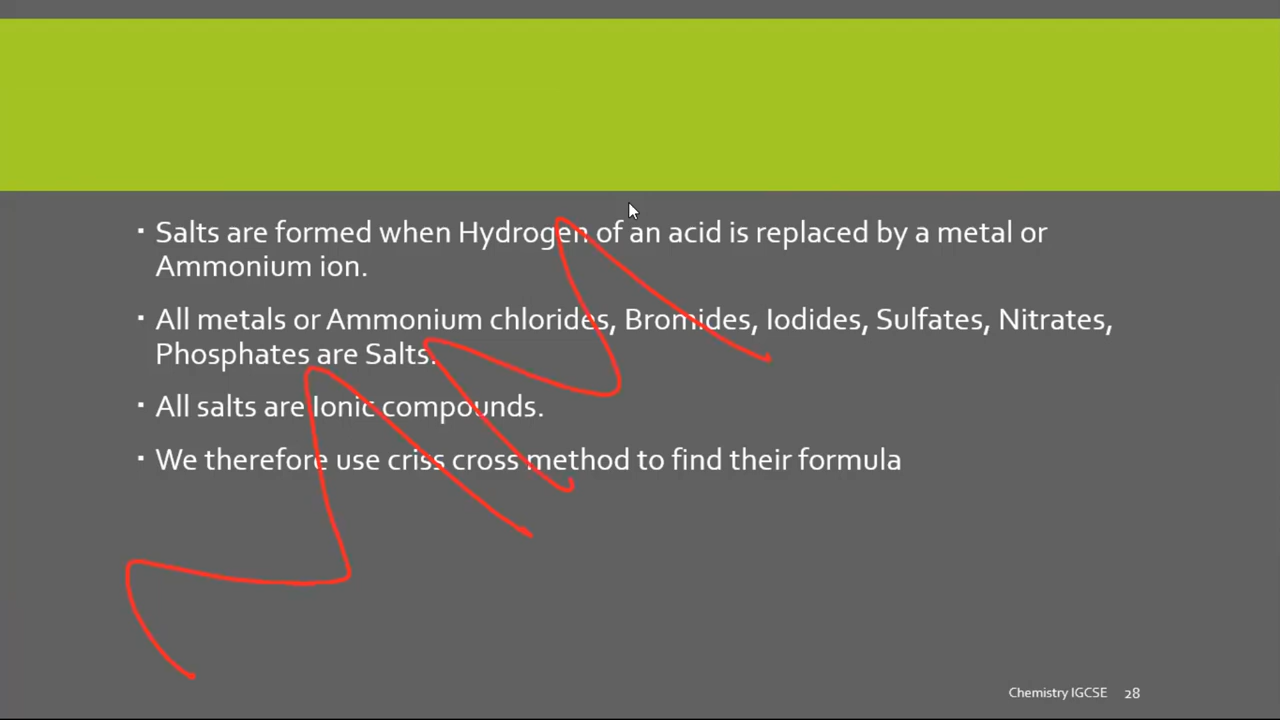 ▪ Salts are formed when Hydrogen of an acid is replaced by a metal or
Ammonium ion.
▪ All metals or Ammonium chlorides, Bromides, Iodides, Sulfates, Nitrates,
Phosphates are Salts.
▪ All salts are Ionic compounds.
▪ We therefore use criss cross method to find their formula
Chemistry IGCSE 28